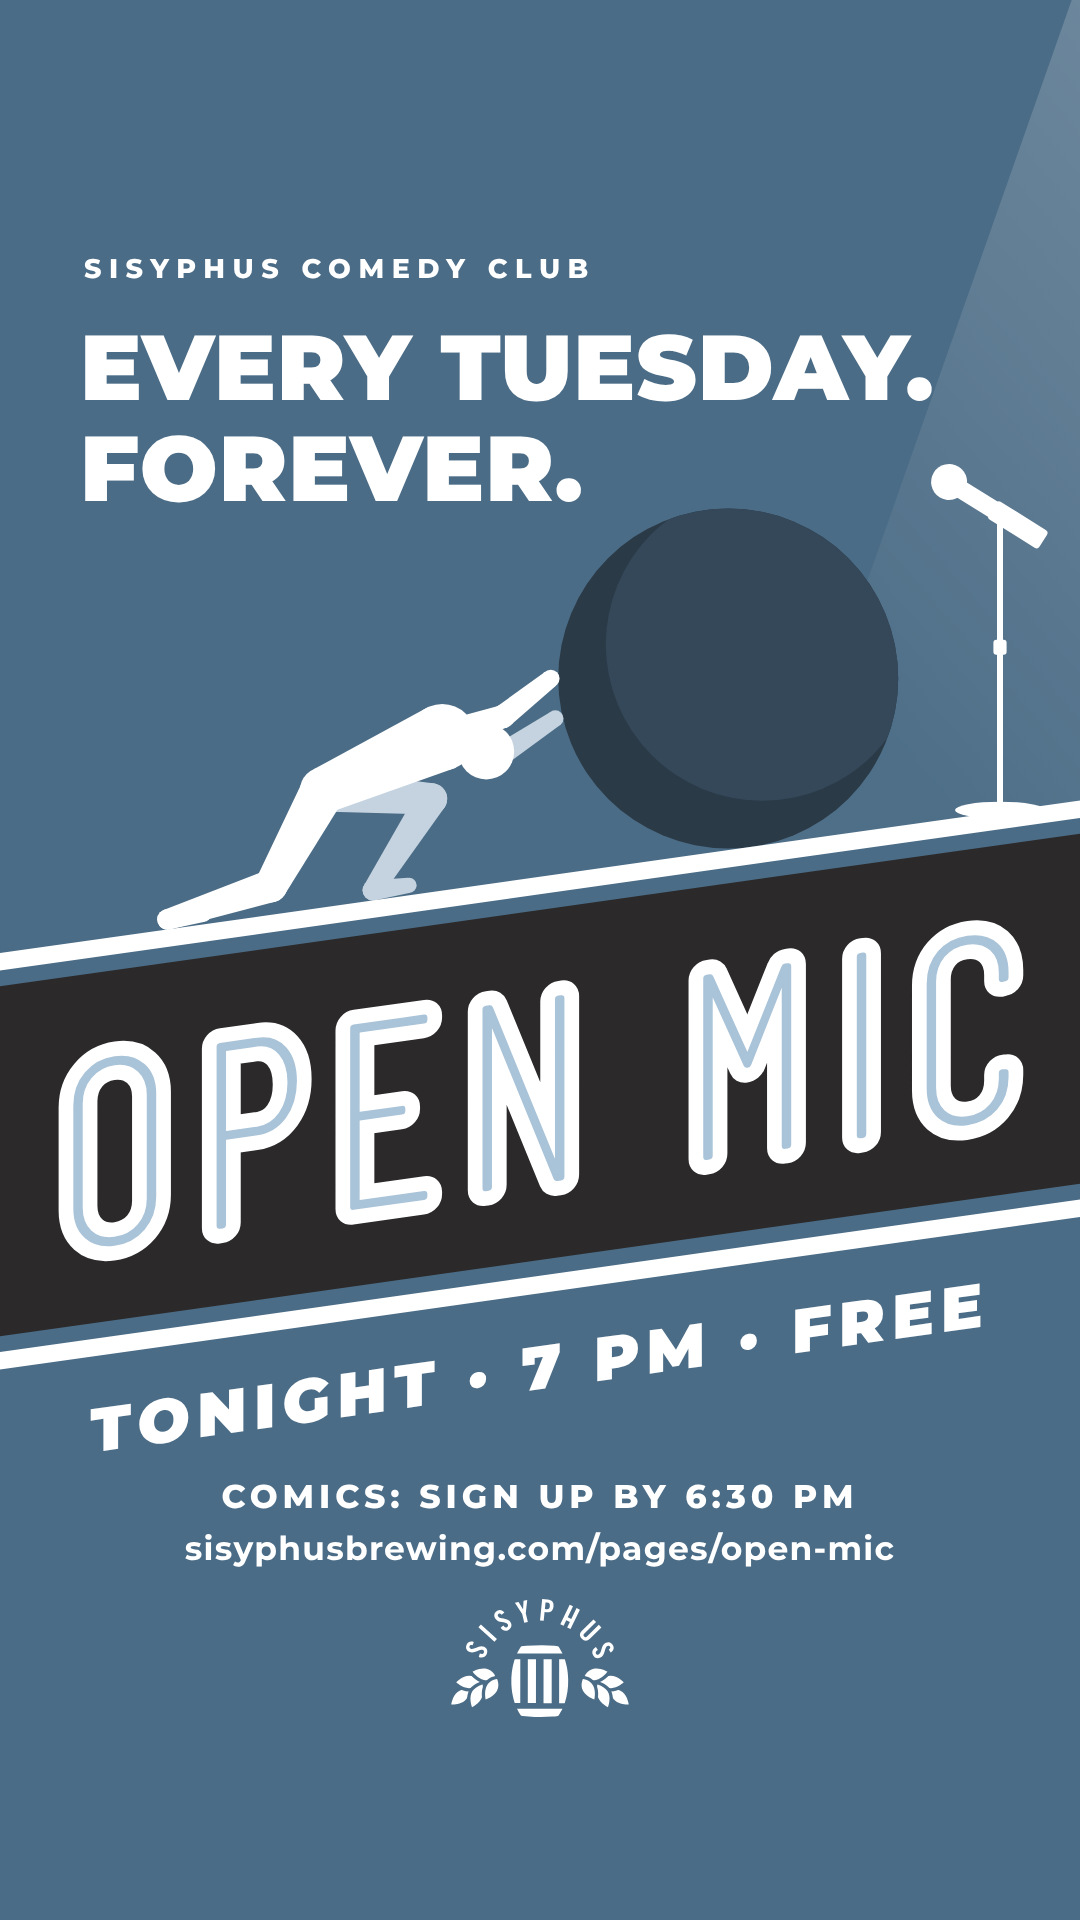 SISYPHUS COMEDY CLUB
EVERY TUESDAY.
FOREVER.
OPEN MIC
TONIGHT • 7 PM • FREE
COMICS: SIGN UP BY 6:30 PM
sisyphusbrewing.com/pages/open-mic
SISYPHUS